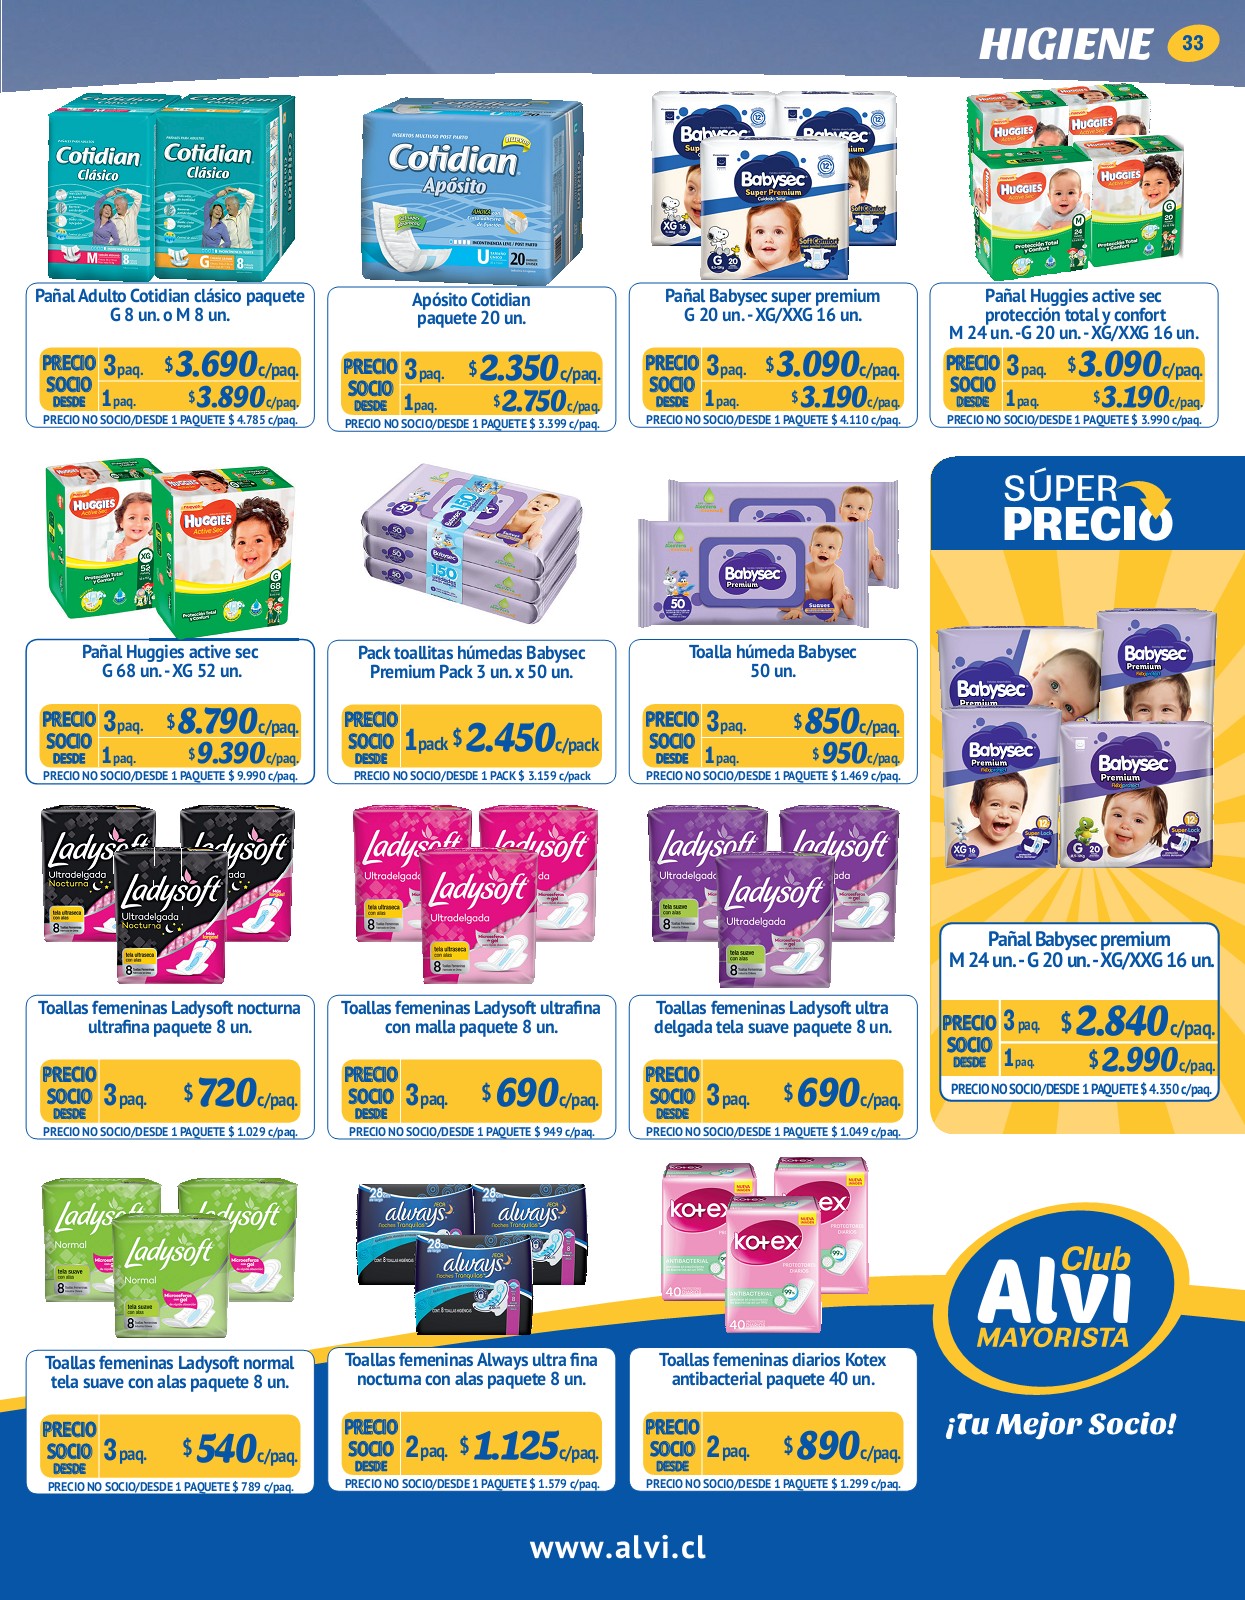 HIGIENE 33
Pañal Adulto Cotidian clásico paquete
G 8 un. o M 8 un.
PRECIO SOCIO DESDE
3 paq. $ 3.690 c/paq.
1 paq. $ 3.890 c/paq.
PRECIO NO SOCIO/DESDE 1 PAQUETE $ 4.785 c/paq.
Apósito Cotidian
paquete 20 un.
PRECIO SOCIO DESDE
3 paq. $ 2.350 c/paq.
1 paq. $ 2.750 c/paq.
PRECIO NO SOCIO/DESDE 1 PAQUETE $ 3.399 c/paq.
Pañal Babysec super premium
G 20 un. - XG/XXG 16 un.
PRECIO SOCIO DESDE
3 paq. $ 3.090 c/paq.
1 paq. $ 3.190 c/paq.
PRECIO NO SOCIO/DESDE 1 PAQUETE $ 4.110 c/paq.
Pañal Huggies active sec
protección total y confort
M 24 un. -G 20 un. - XG/XXG 16 un.
PRECIO SOCIO DESDE
3 paq. $ 3.090 c/paq.
1 paq. $ 3.190 c/paq.
PRECIO NO SOCIO/DESDE 1 PAQUETE $ 3.990 c/paq.
Pañal Huggies active sec
G 68 un. - XG 52 un.
PRECIO SOCIO DESDE
3 paq. $ 8.790 c/paq.
1 paq. $ 9.390 c/paq.
PRECIO NO SOCIO/DESDE 1 PAQUETE $ 9.990 c/paq.
Pack toallitas húmedas Babysec
Premium Pack 3 un. x 50 un.
PRECIO SOCIO DESDE
1 pack $ 2.450 c/pack
PRECIO NO SOCIO/DESDE 1 PACK $ 3.159 c/pack
Toalla húmeda Babysec
50 un.
PRECIO SOCIO DESDE
3 paq. $ 850 c/paq.
1 paq. $ 950 c/paq.
PRECIO NO SOCIO/DESDE 1 PAQUETE $ 1.469 c/paq.
SÚPER
PRECIO
Pañal Babysec premium
M 24 un. - G 20 un. - XG/XXG 16 un.
PRECIO SOCIO DESDE
3 paq. $ 2.840 c/paq.
1 paq. $ 2.990 c/paq.
PRECIO NO SOCIO/DESDE 1 PAQUETE $ 4.350 c/paq.
Toallas femeninas Ladysoft nocturna
ultrafina paquete 8 un.
PRECIO SOCIO DESDE
3 paq. $ 720 c/paq.
PRECIO NO SOCIO/DESDE 1 PAQUETE $ 1.029 c/paq.
Toallas femeninas Ladysoft ultrafina
con malla paquete 8 un.
PRECIO SOCIO DESDE
3 paq. $ 690 c/paq.
PRECIO NO SOCIO/DESDE 1 PAQUETE $ 949 c/paq.
Toallas femeninas Ladysoft ultra
delgada tela suave paquete 8 un.
PRECIO SOCIO DESDE
3 paq. $ 690 c/paq.
PRECIO NO SOCIO/DESDE 1 PAQUETE $ 1.049 c/paq.
Toallas femeninas Ladysoft normal
tela suave con alas paquete 8 un.
PRECIO SOCIO DESDE
3 paq. $ 540 c/paq.
PRECIO NO SOCIO/DESDE 1 PAQUETE $ 789 c/paq.
Toallas femeninas Always ultra fina
nocturna con alas paquete 8 un.
PRECIO SOCIO DESDE
2 paq. $ 1.125 c/paq.
PRECIO NO SOCIO/DESDE 1 PAQUETE $ 1.579 c/paq.
Toallas femeninas diarios Kotex
antibacterial paquete 40 un.
PRECIO SOCIO DESDE
2 paq. $ 890 c/paq.
PRECIO NO SOCIO/DESDE 1 PAQUETE $ 1.299 c/paq.
Club
Alvi
MAYORISTA
¡Tu Mejor Socio!
www.alvi.cl